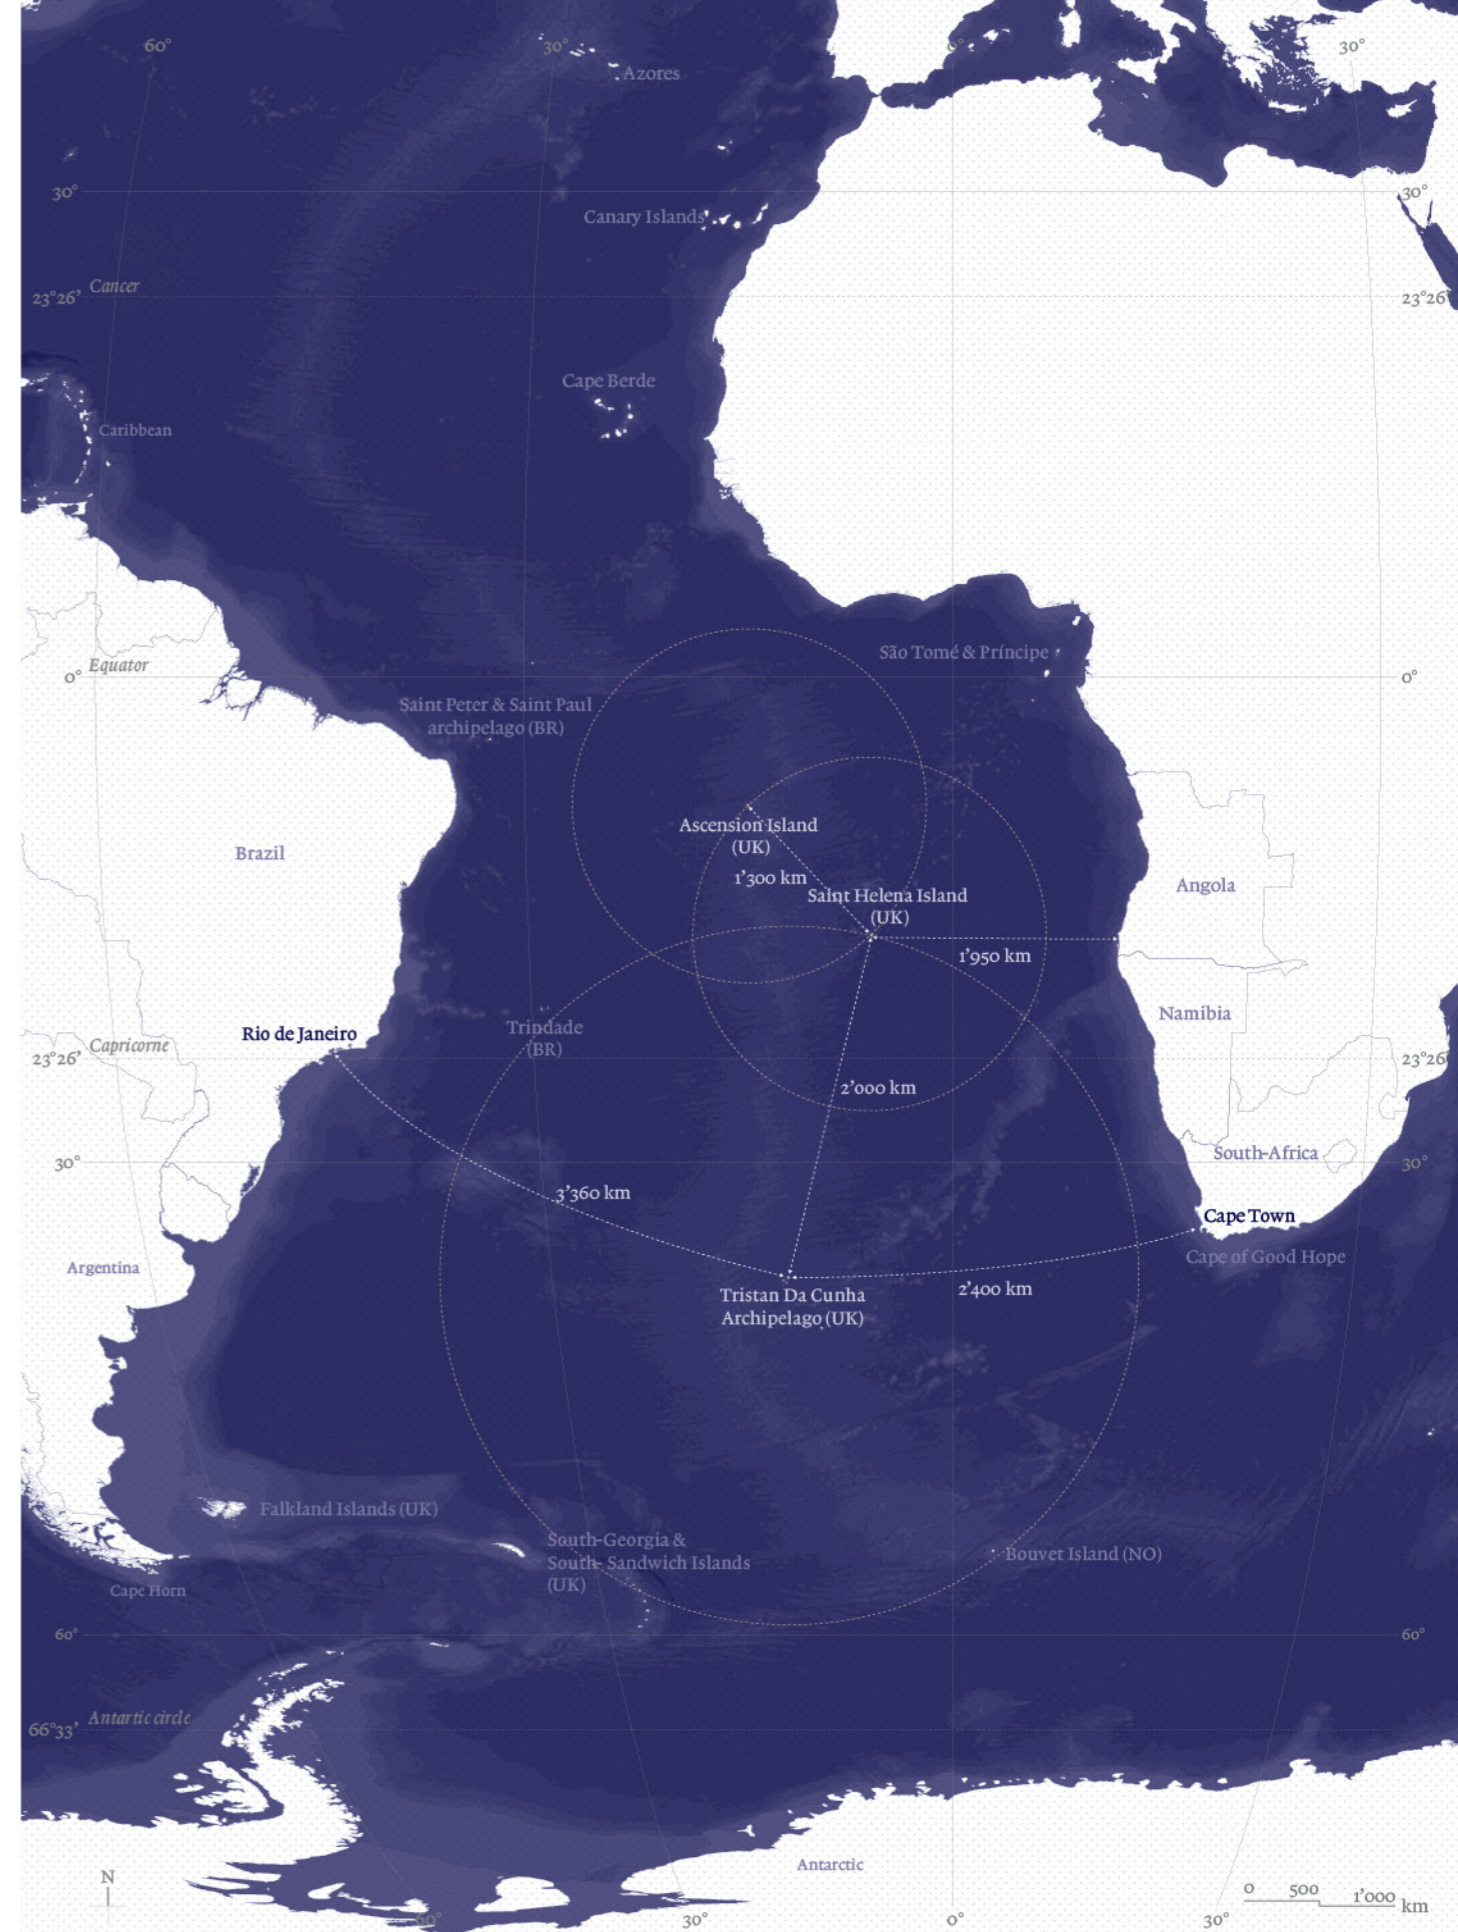 60°
30°
0°
30°
Azores
30°
30°
Canary Islands
Cancer
23°26'
23°26'
Cape Berde
Caribbean
São Tomé & Príncipe
Equator
0°
0°
Saint Peter & Saint Paul
archipelago (BR)
Ascension Island
(UK)
Brazil
1'300 km
Angola
Saint Helena Island
(UK)
1'950 km
Namibia
Trindade
(BR)
Rio de Janeiro
Capricorne
23°26'
23°26'
2'000 km
South-Africa
30°
30°
3'360 km
Cape Town
Cape of Good Hope
Argentina
2'400 km
Tristan Da Cunha
Archipelago (UK)
Falkland Islands (UK)
South-Georgia &
South- Sandwich Islands
(UK)
Bouvet Island (NO)
Cape Horn
60°
60°
Antartic circle
66°33'
Antarctic
N
0 500 1'000 km
60°
30°
0°
30°